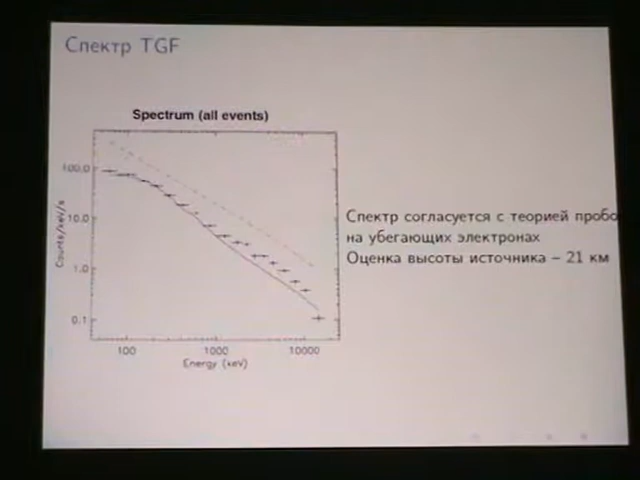 Спектр TGF
Spectrum (all events)
100.0
10.0
1.0
0.1
Counts/keV/s
100 1000 10000
Energy (keV)
Спектр согласуется с теорией пробо
на убегающих электронах
Оценка высоты источника – 21 км